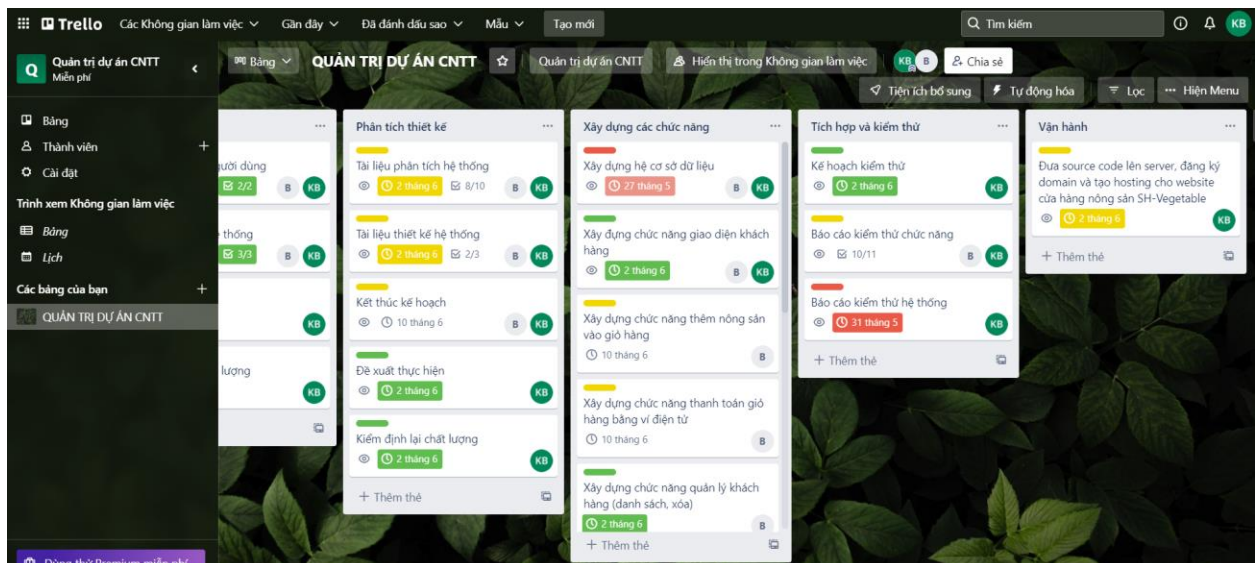 Trello Các Không gian làm việc Gần đây Đã đánh dấu sao Mẫu Tạo mới Tìm kiếm KB
Q Quản trị dự án CNTT
Miễn phí
Bảng
Thành viên
Cài đặt
Trình xem Không gian làm việc
Bảng
Lịch
Các bảng của bạn
QUẢN TRỊ DỰ ÁN CNTT
Dùng thử Premium miễn phí
Bảng QUẢN TRỊ DỰ ÁN CNTT Quản trị dự án CNTT Hiển thị trong Không gian làm việc KB B Chia sẻ
Tiện ích bổ sung Tự động hóa Lọc Hiện Menu
dùng
2/2 B KB
thống
3/3 B KB
KB
lượng
KB
Phân tích thiết kế
Tài liệu phân tích hệ thống
2 tháng 6 8/10 B KB
Tài liệu thiết kế hệ thống
2 tháng 6 2/3 B KB
Kết thúc kế hoạch
10 tháng 6 B KB
Đề xuất thực hiện
2 tháng 6 KB
Kiểm định lại chất lượng
2 tháng 6 KB
+ Thêm thẻ
Xây dựng các chức năng
Xây dựng hệ cơ sở dữ liệu
27 tháng 5 B KB
Xây đựng chức năng giao diện khách
hàng
2 tháng 6 B KB
Xây dựng chức năng thêm nông sản
vào giỏ hàng
10 tháng 6 B
Xây dựng chức năng thanh toán giỏ
hàng bằng ví điện tử
10 tháng 6 B
Xây dựng chức năng quản lý khách
hàng (danh sách, xóa)
2 tháng 6 B
+ Thêm thẻ
Tích hợp và kiểm thử
Kế hoạch kiểm thử
2 tháng 6 KB
Báo cáo kiểm thử chức năng
10/11 B KB
Báo cáo kiểm thử hệ thống
31 tháng 5 KB
+ Thêm thẻ
Vận hành
Đưa source code lên server, đăng ký
domain và tạo hosting cho website
cửa hàng nông sản SH-Vegetable
2 tháng 6 KB
+ Thêm thẻ